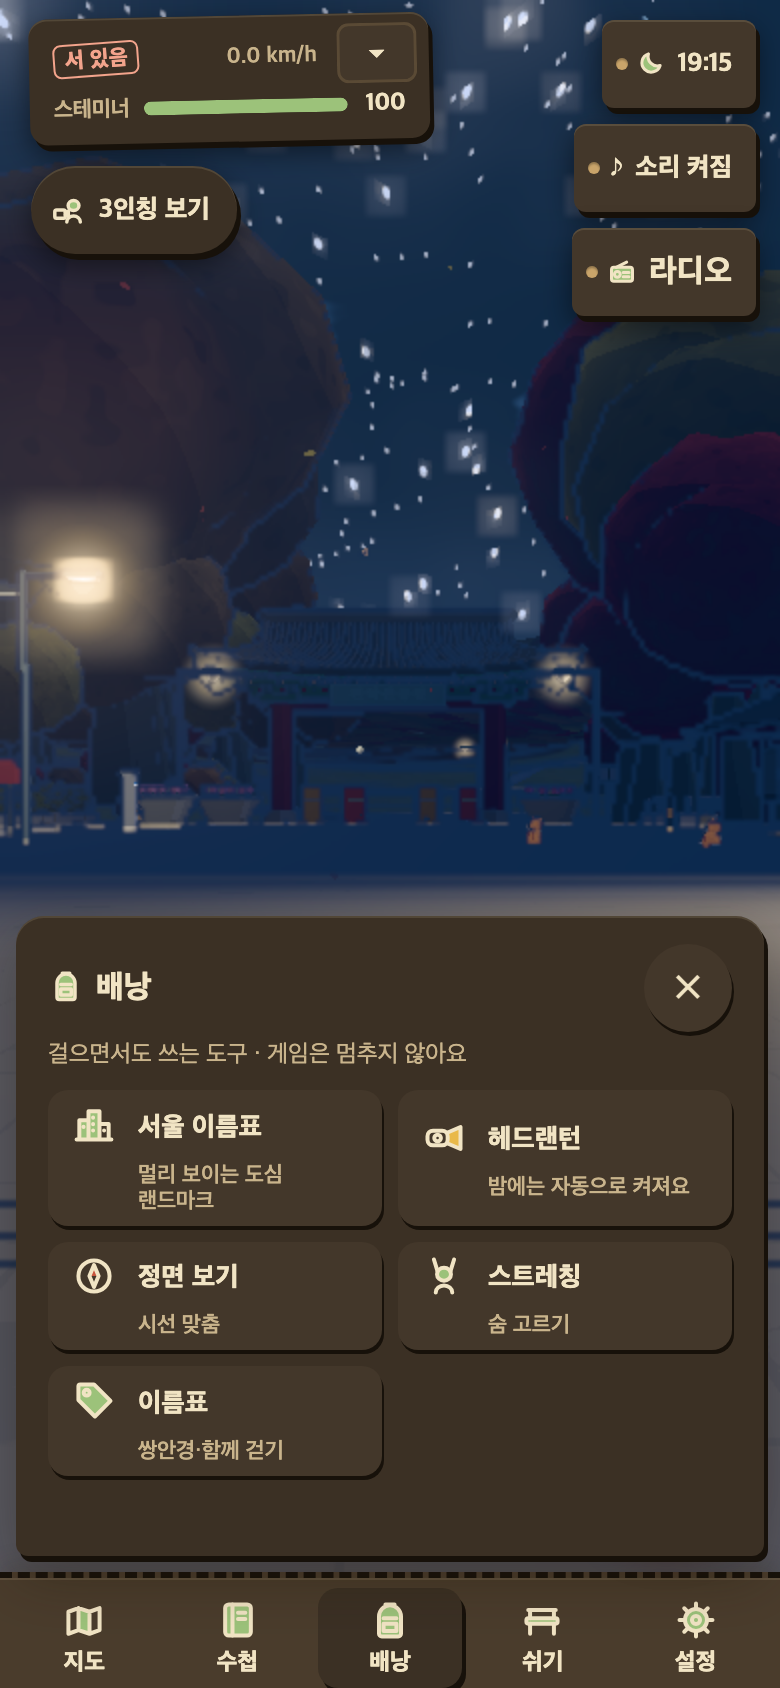 서 있음
0.0 km/h
스테미너
100
19:15
소리 켜짐
3인칭 보기
라디오
배낭
걸으면서도 쓰는 도구 · 게임은 멈추지 않아요
서울 이름표
멀리 보이는 도심
랜드마크
헤드랜턴
밤에는 자동으로 켜져요
정면 보기
시선 맞춤
스트레칭
숨 고르기
이름표
쌍안경·함께 걷기
지도
수첩
배낭
쉬기
설정